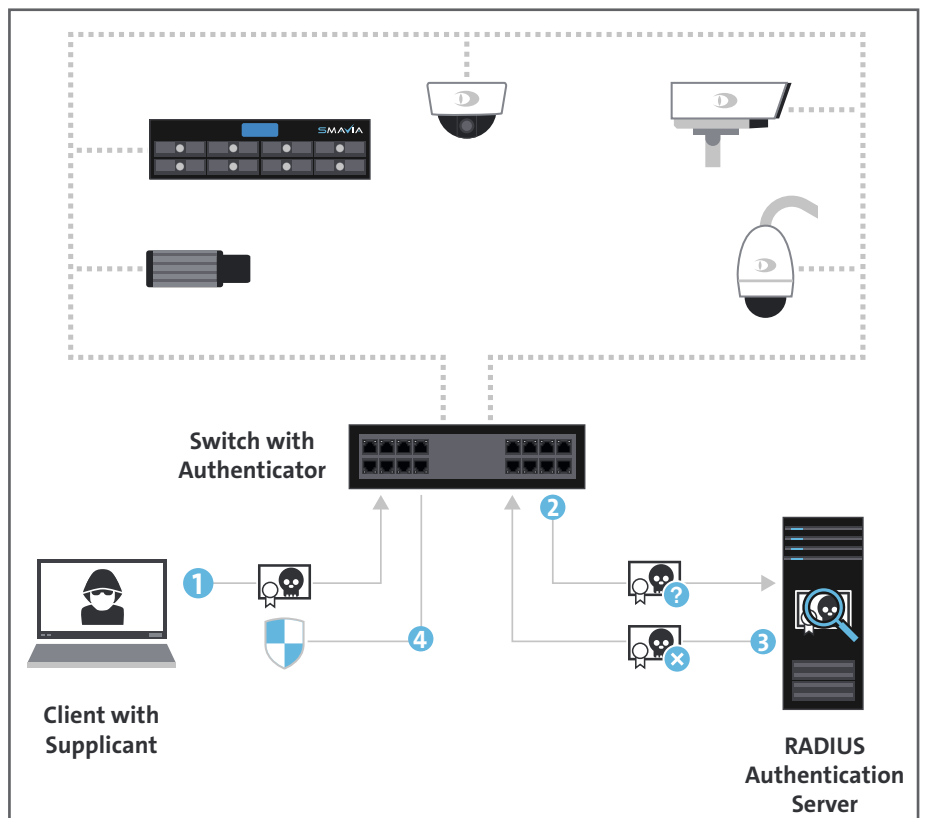 SMAVIA
Switch with
Authenticator
2
1
?
4
3
×
Client with
Supplicant
RADIUS
Authentication
Server